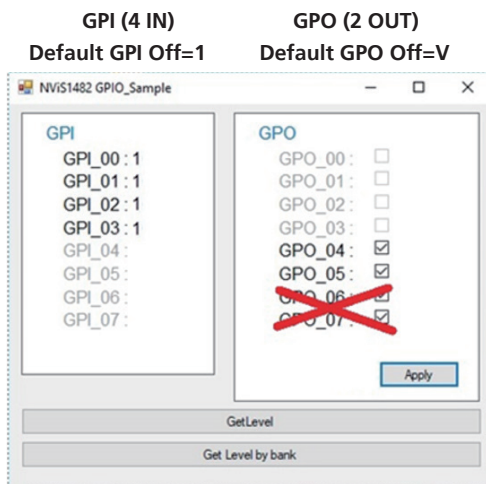 GPI (4 IN)
Default GPI Off=1
GPO (2 OUT)
Default GPO Off=V
NViS1482 GPIO_Sample
GPI
GPI_00 : 1
GPI_01 : 1
GPI_02 : 1
GPI_03 : 1
GPI_04 :
GPI_05 :
GPI_06 :
GPI_07 :
GPO
GPO_00 :
GPO_01 :
GPO_02 :
GPO_03 :
GPO_04 :
GPO_05 :
GPO_06 :
GPO_07 :
Apply
GetLevel
Get Level by bank